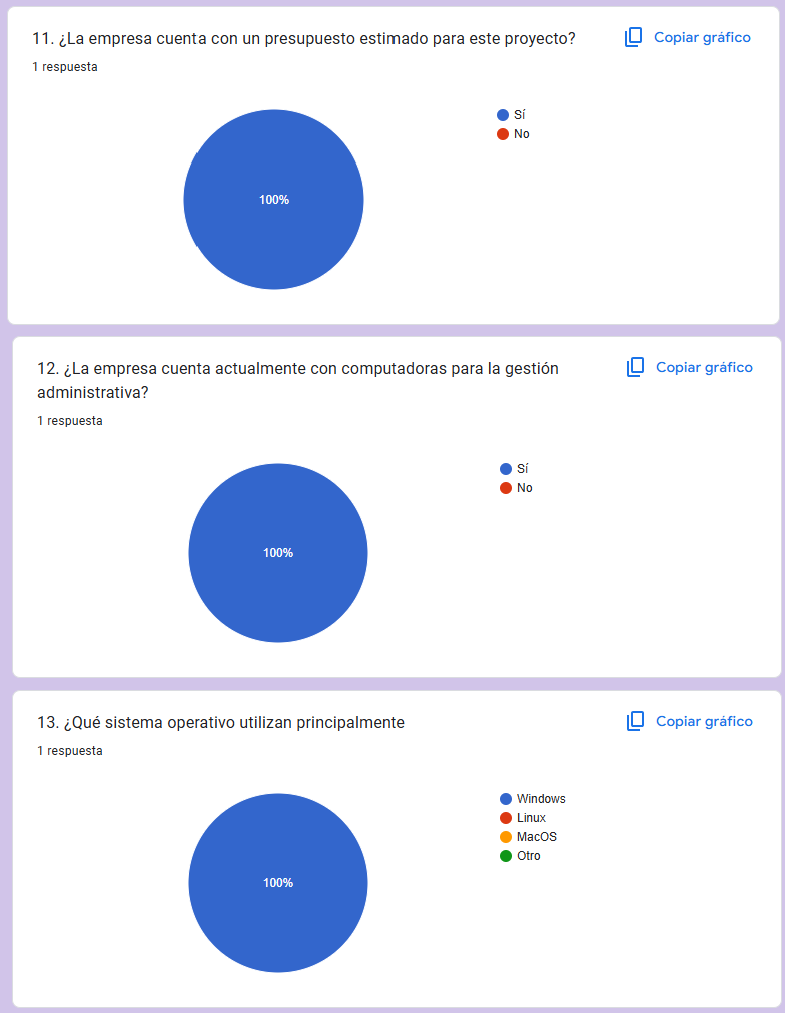 11. ¿La empresa cuenta con un presupuesto estimado para este proyecto?
Copiar gráfico
1 respuesta
Sí
No
100%
12. ¿La empresa cuenta actualmente con computadoras para la gestión
administrativa?
Copiar gráfico
1 respuesta
Sí
No
100%
13. ¿Qué sistema operativo utilizan principalmente
Copiar gráfico
1 respuesta
Windows
Linux
MacOS
Otro
100%